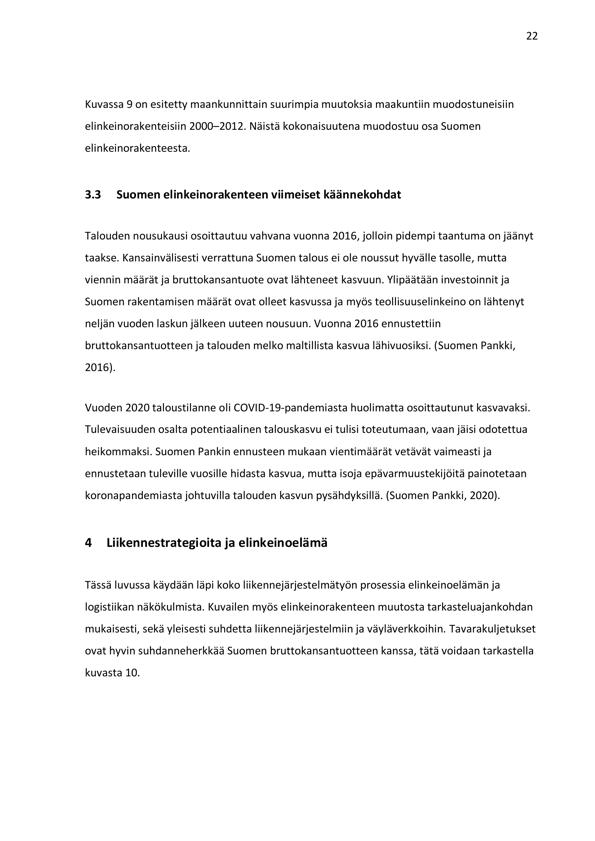 22
Kuvassa 9 on esitetty maankunnittain suurimpia muutoksia maakuntiin muodostuneisiin
elinkeinorakenteisiin 2000–2012. Näistä kokonaisuutena muodostuu osa Suomen
elinkeinorakenteesta.
3.3 Suomen elinkeinorakenteen viimeiset käännekohdat
Talouden nousukausi osoittautuu vahvana vuonna 2016, jolloin pidempi taantuma on jäänyt
taakse. Kansainvälisesti verrattuna Suomen talous ei ole noussut hyvälle tasolle, mutta
viennin määrät ja bruttokansantuote ovat lähteneet kasvuun. Ylipäätään investoinnit ja
Suomen rakentamisen määrät ovat olleet kasvussa ja myös teollisuuselinkeino on lähtenyt
neljän vuoden laskun jälkeen uuteen nousuun. Vuonna 2016 ennustettiin
bruttokansantuotteen ja talouden melko maltillista kasvua lähivuosiksi. (Suomen Pankki,
2016).
Vuoden 2020 taloustilanne oli COVID-19-pandemiasta huolimatta osoittautunut kasvavaksi.
Tulevaisuuden osalta potentiaalinen talouskasvu ei tulisi toteutumaan, vaan jäisi odotettua
heikommaksi. Suomen Pankin ennusteen mukaan vientimäärät vetävät vaimeasti ja
ennustetaan tuleville vuosille hidasta kasvua, mutta isoja epävarmuustekijöitä painotetaan
koronapandemiasta johtuvilla talouden kasvun pysähdyksillä. (Suomen Pankki, 2020).
4 Liikennestrategioita ja elinkeinoelämä
Tässä luvussa käydään läpi koko liikennejärjestelmätyön prosessia elinkeinoelämän ja
logistiikan näkökulmista. Kuvailen myös elinkeinorakenteen muutosta tarkasteluajankohdan
mukaisesti, sekä yleisesti suhdetta liikennejärjestelmiin ja väyläverkkoihin. Tavarakuljetukset
ovat hyvin suhdanneherkkää Suomen bruttokansantuotteen kanssa, tätä voidaan tarkastella
kuvasta 10.